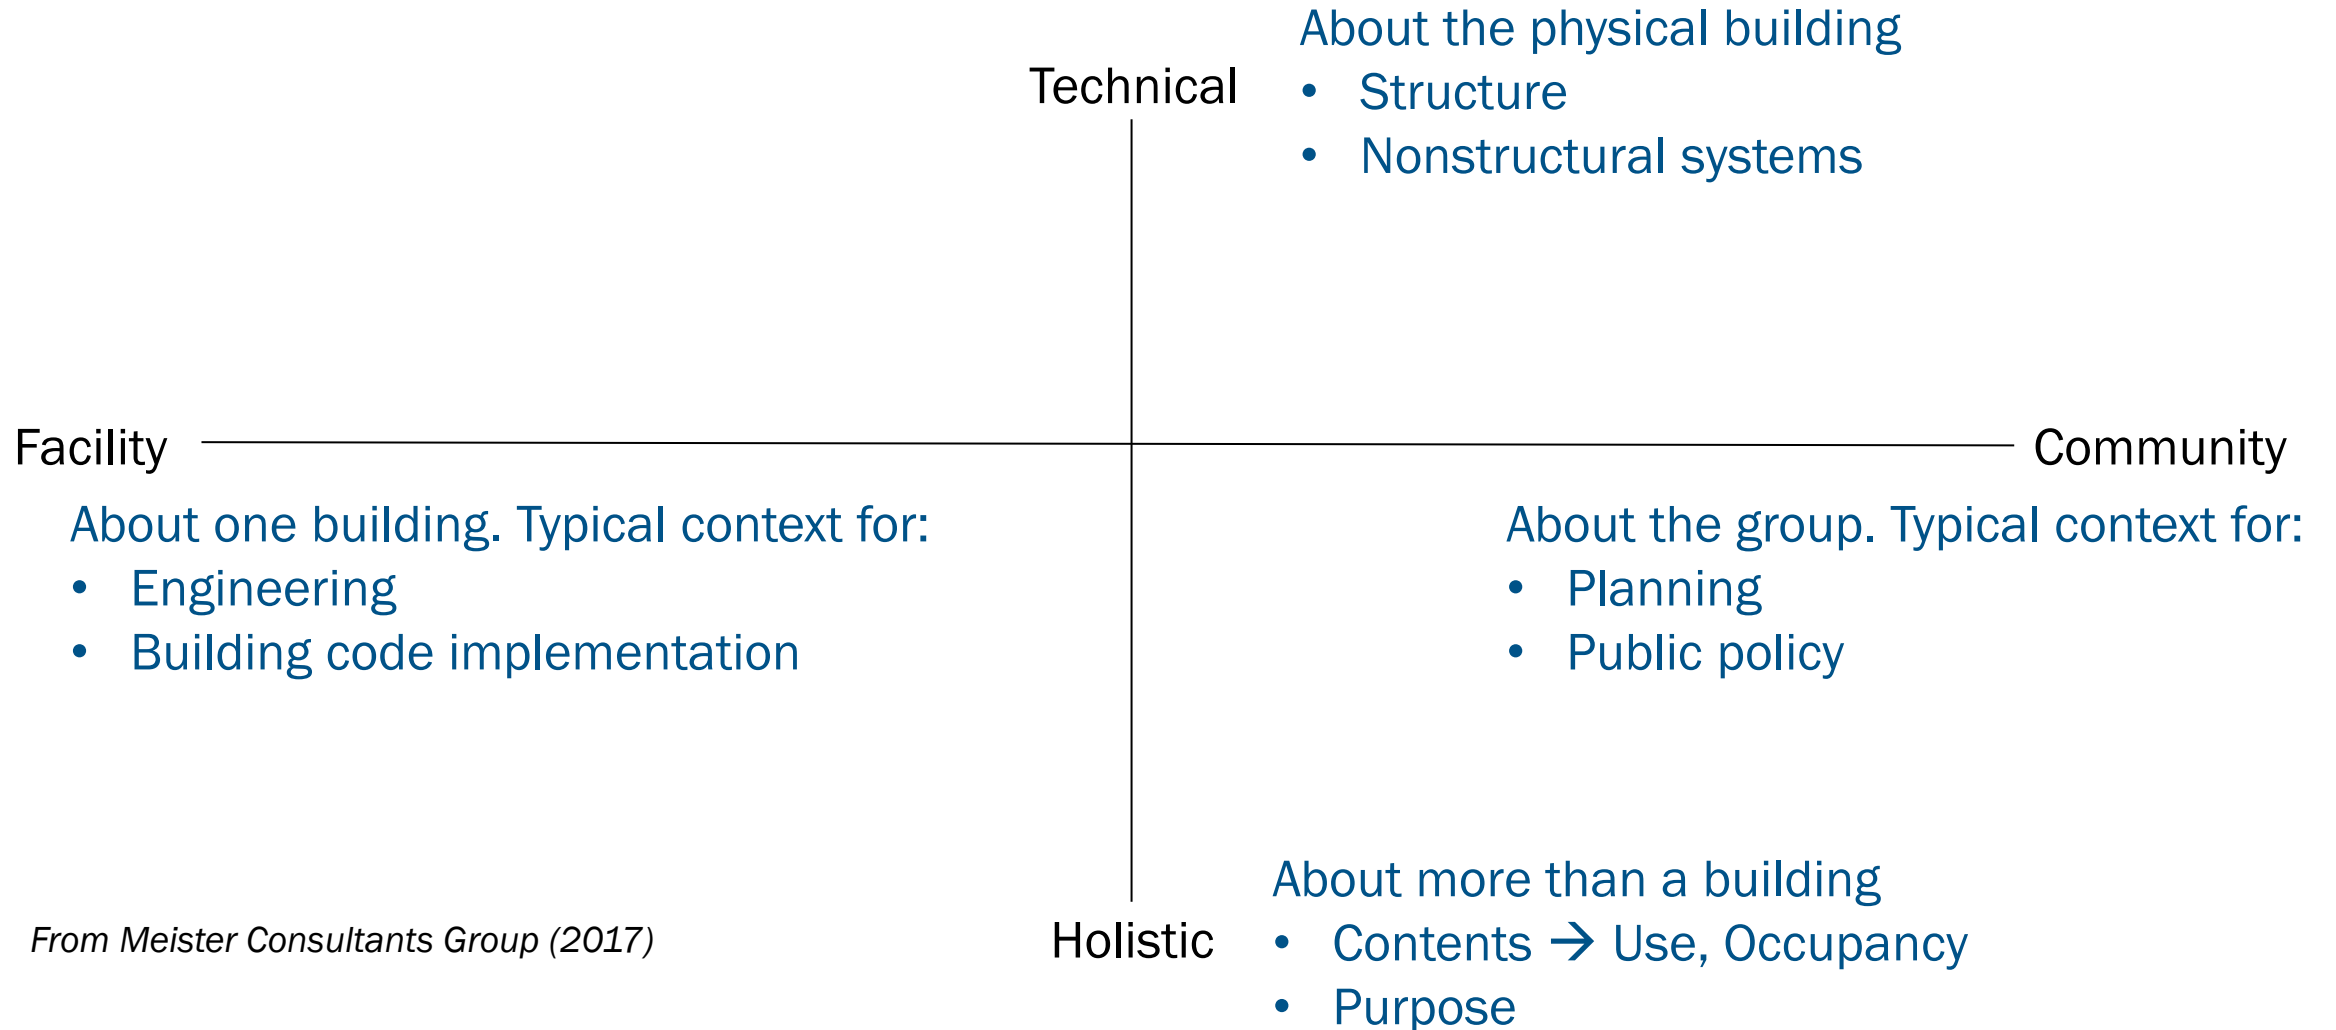 About the physical building
Technical
• Structure
• Nonstructural systems
Facility
Community
About one building. Typical context for:
• Engineering
• Building code implementation
About the group. Typical context for:
• Planning
• Public policy
About more than a building
Holistic
• Contents → Use, Occupancy
• Purpose
From Meister Consultants Group (2017)